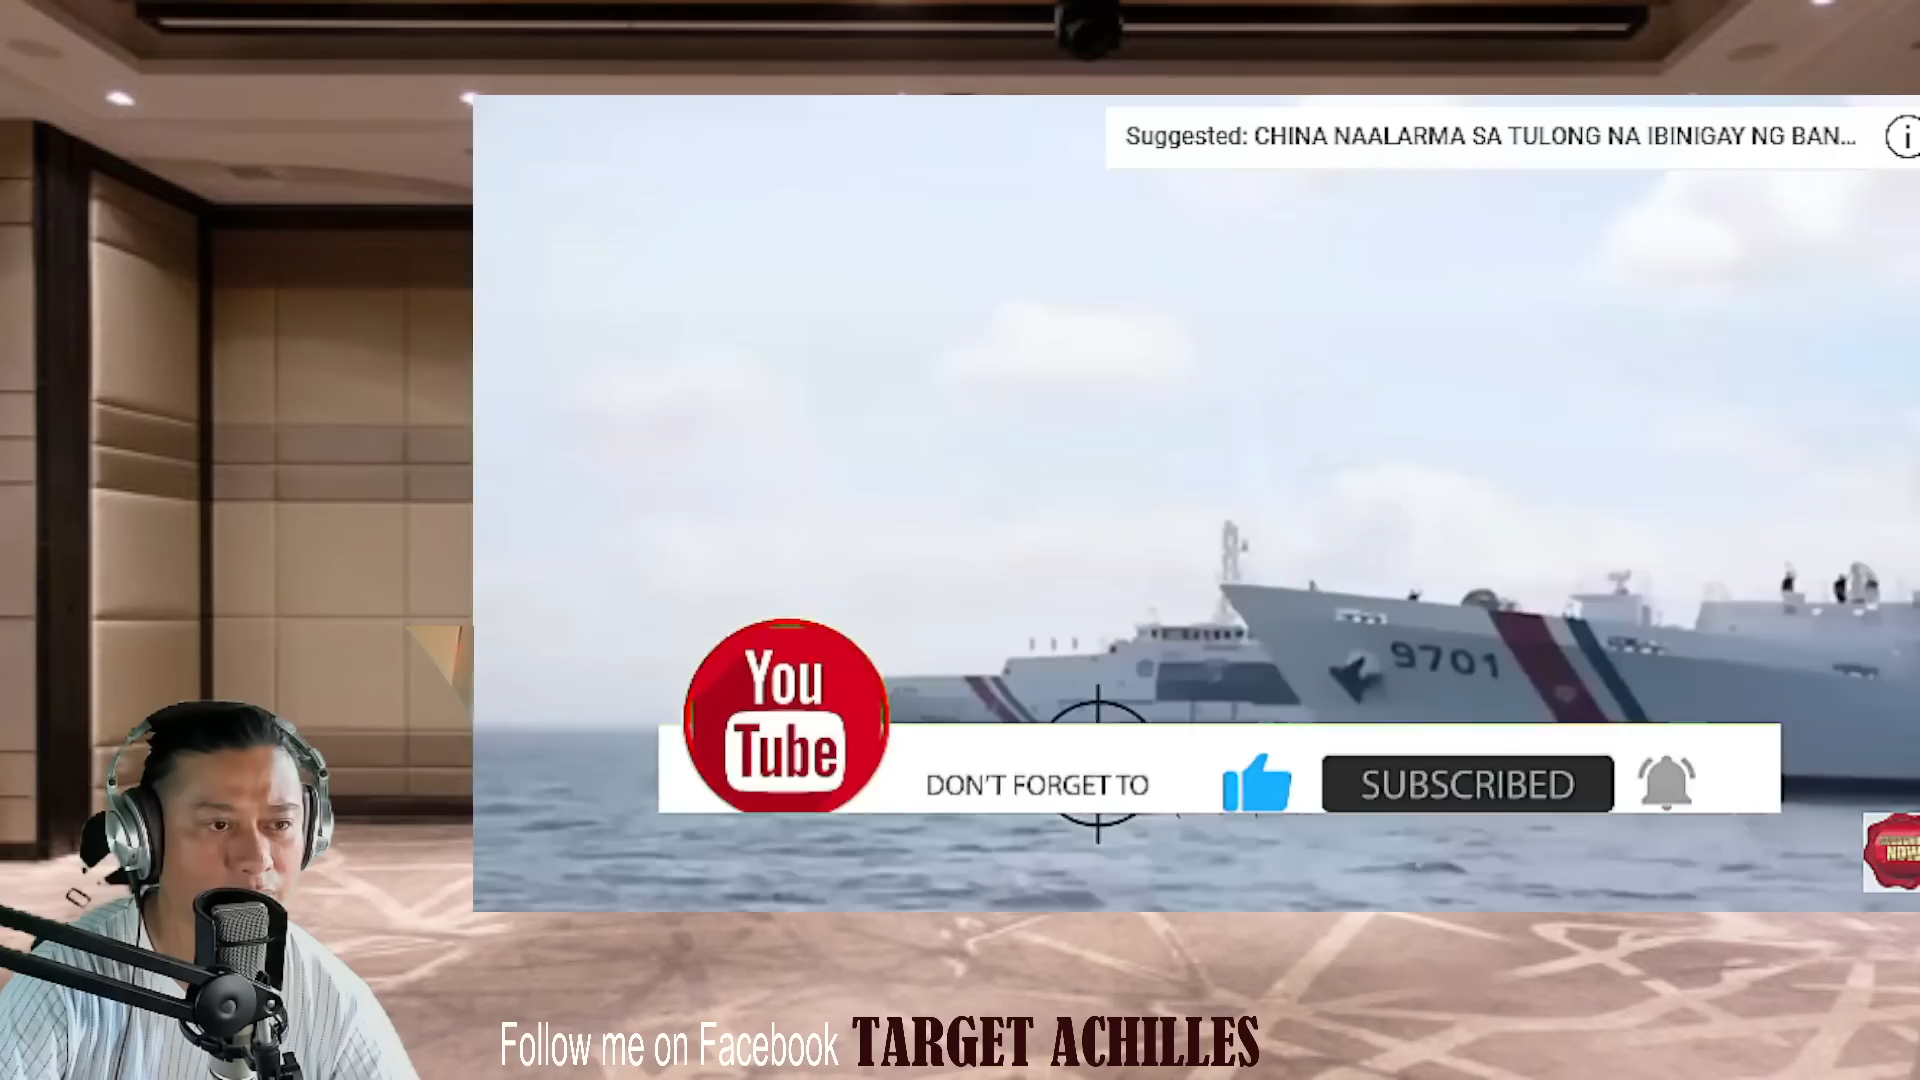 Suggested: CHINA NAALARMA SA TULONG NA IBINIGAY NG BAN...
9701
You
Tube
DON'T FORGET TO
SUBSCRIBED
NOW
Follow me on Facebook TARGET ACHILLES